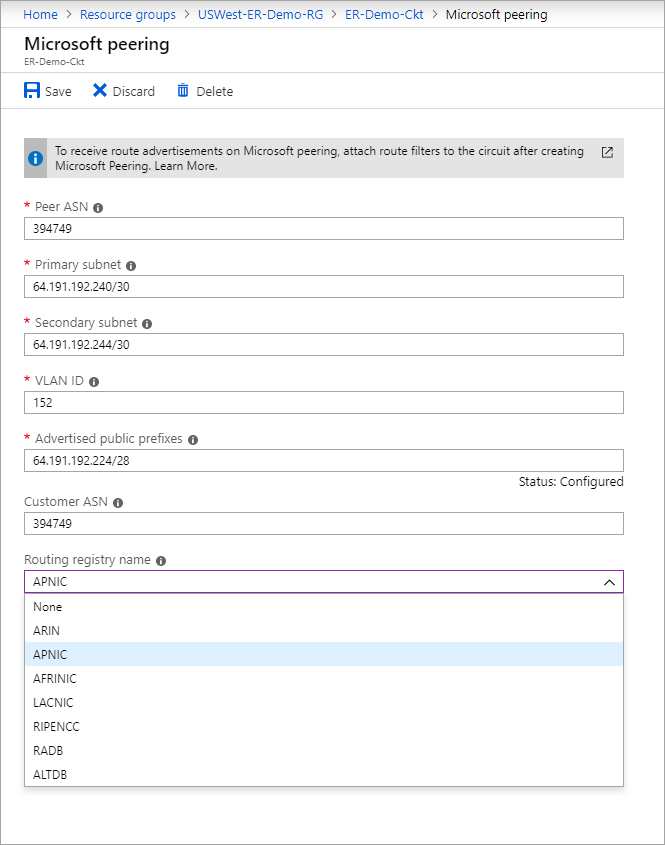 Home > Resource groups > USWest-ER-Demo-RG > ER-Demo-Ckt > Microsoft peering
Microsoft peering
ER-Demo-Ckt
Save Discard Delete
To receive route advertisements on Microsoft peering, attach route filters to the circuit after creating
Microsoft Peering. Learn More.
* Peer ASN
394749
* Primary subnet
64.191.192.240/30
* Secondary subnet
64.191.192.244/30
* VLAN ID
152
* Advertised public prefixes
64.191.192.224/28
Status: Configured
Customer ASN
394749
Routing registry name
APNIC
None
ARIN
APNIC
AFRINIC
LACNIC
RIPENCC
RADB
ALTDB